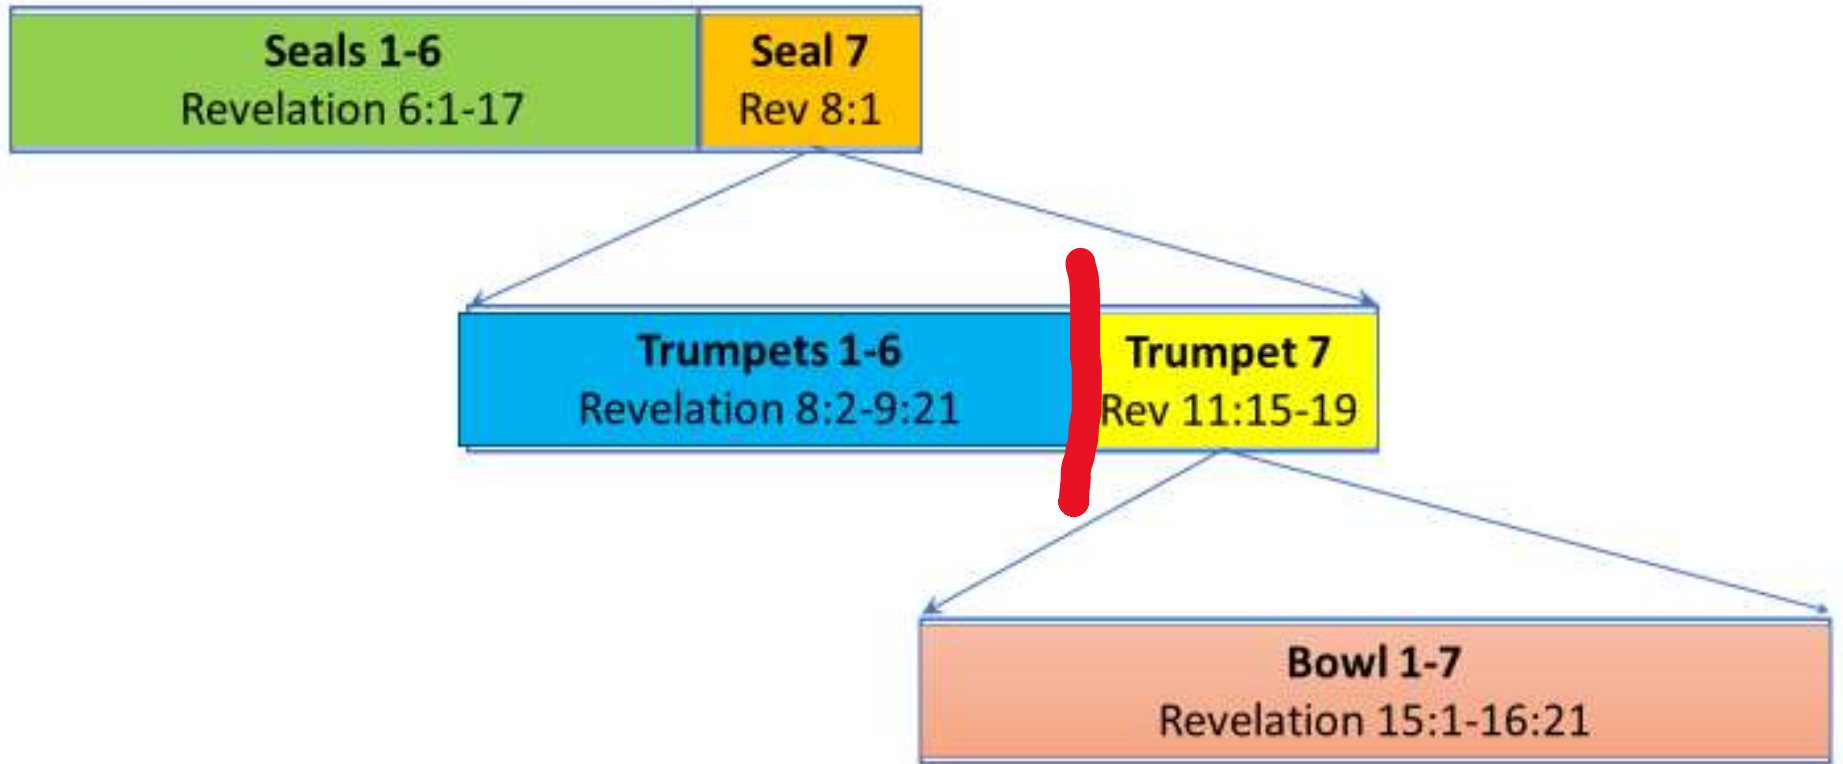 Seals 1-6
Revelation 6:1-17
Seal 7
Rev 8:1
Trumpets 1-6
Revelation 8:2-9:21
Trumpet 7
Rev 11:15-19
Bowl 1-7
Revelation 15:1-16:21